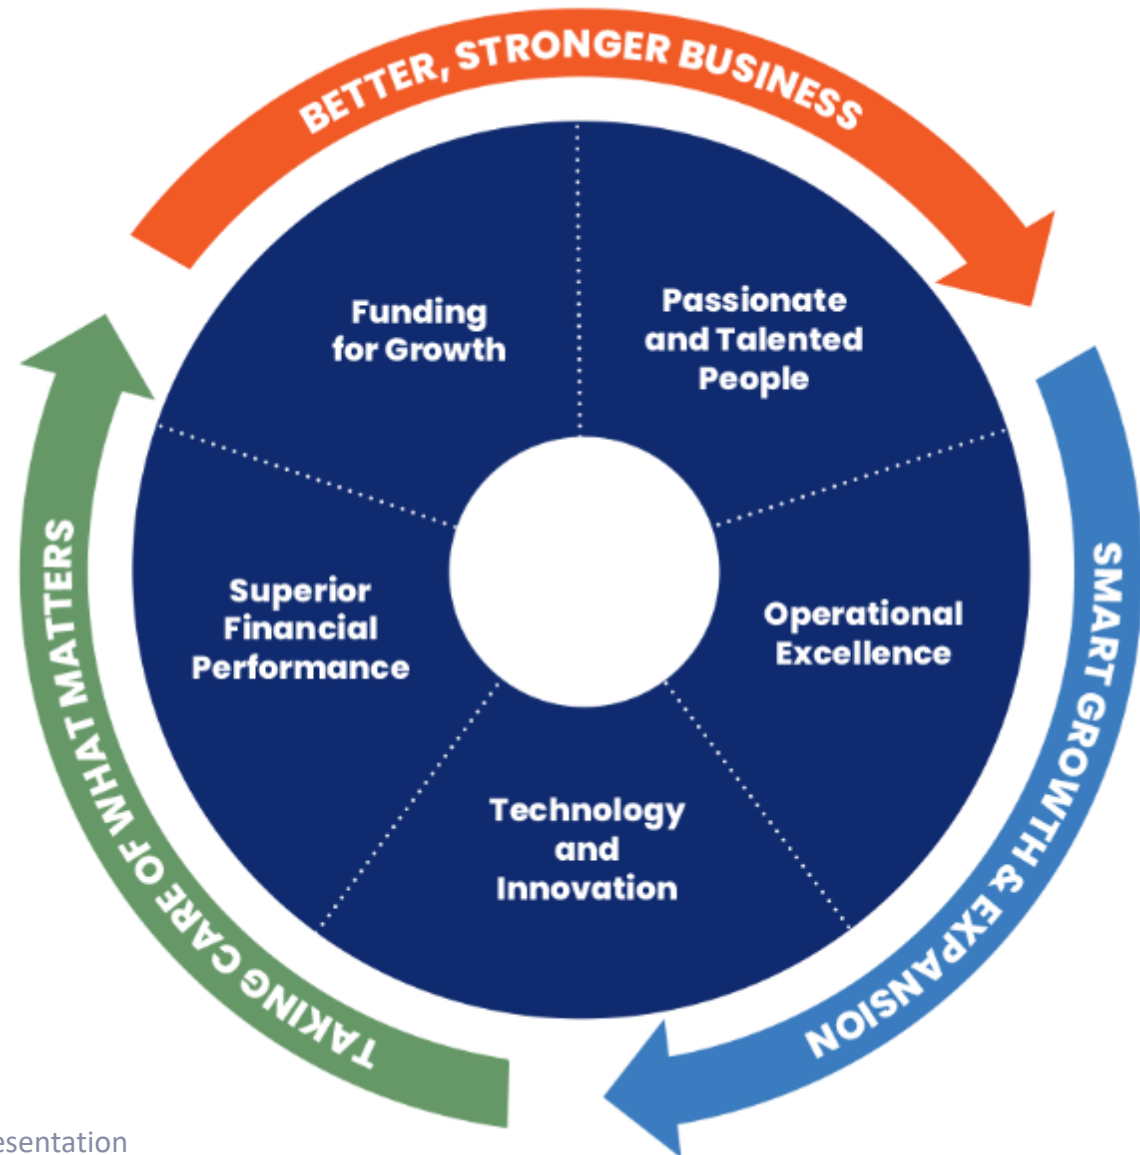 BETTER, STRONGER BUSINESS
Funding
for Growth
Passionate
and Talented
People
Superior
Financial
Performance
Operational
Excellence
Technology
and
Innovation
SMART GROWTH & EXPANSION
TAKING CARE OF WHAT MATTERS